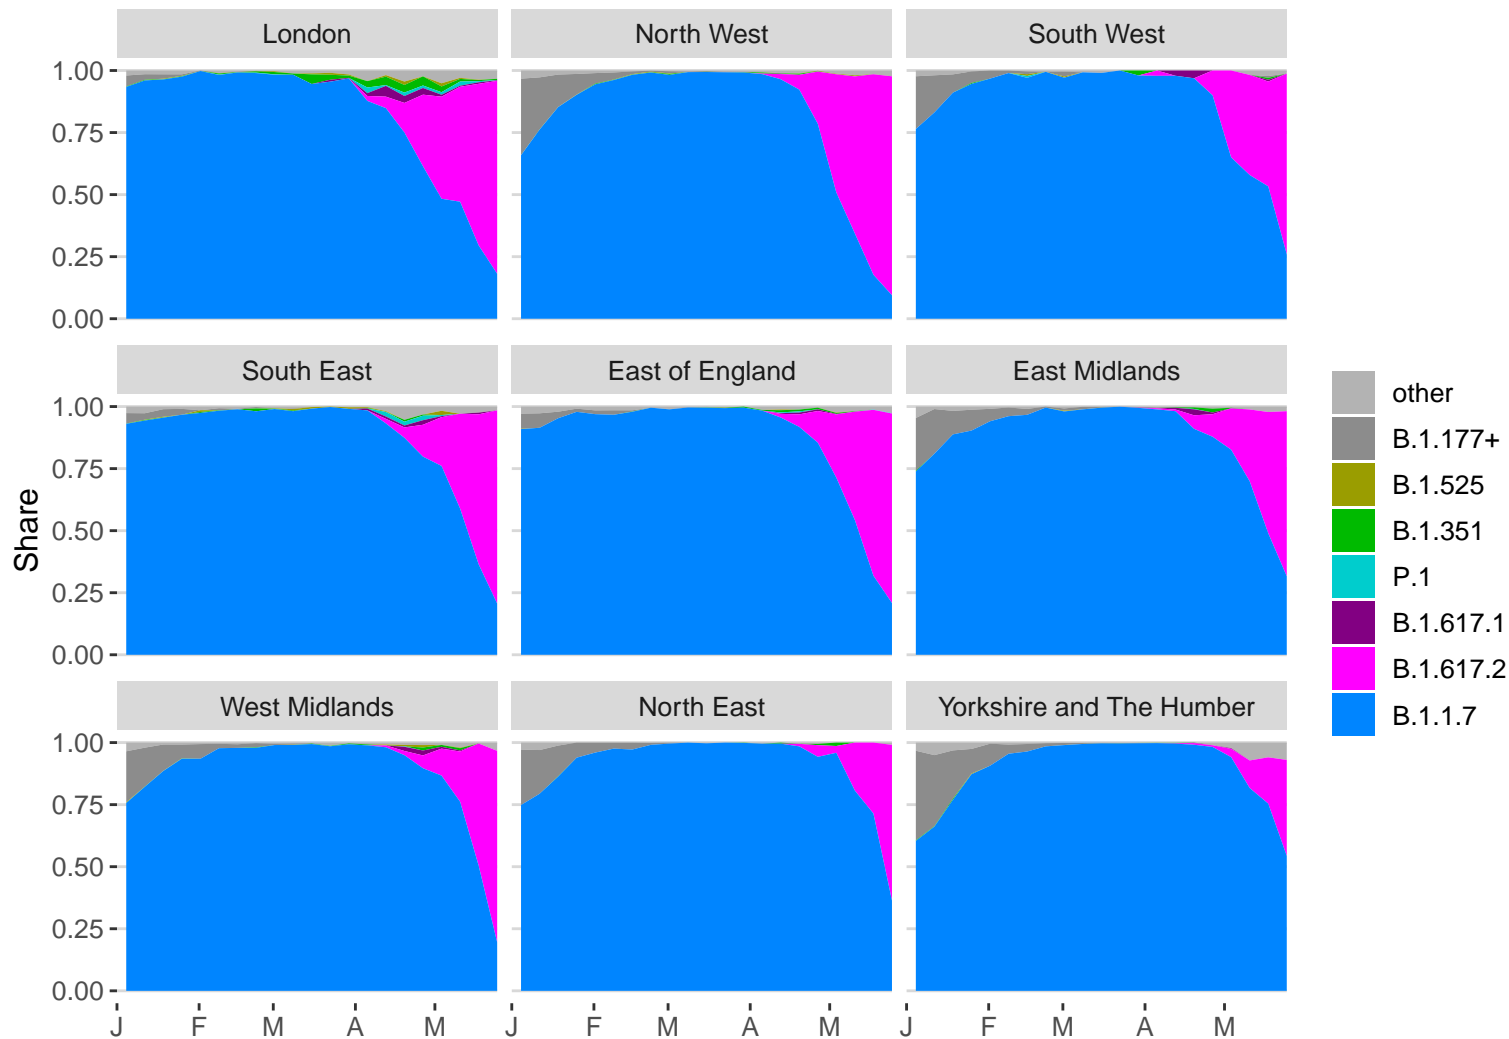 London
North West
South West
1.00
0.75
0.50
0.25
0.00
South East
East of England
East Midlands
1.00
0.75
0.50
0.25
0.00
West Midlands
North East
Yorkshire and The Humber
1.00
0.75
0.50
0.25
0.00
J F M A M
J F M A M
J F M A M
Share
other
B.1.177+
B.1.525
B.1.351
P.1
B.1.617.1
B.1.617.2
B.1.1.7